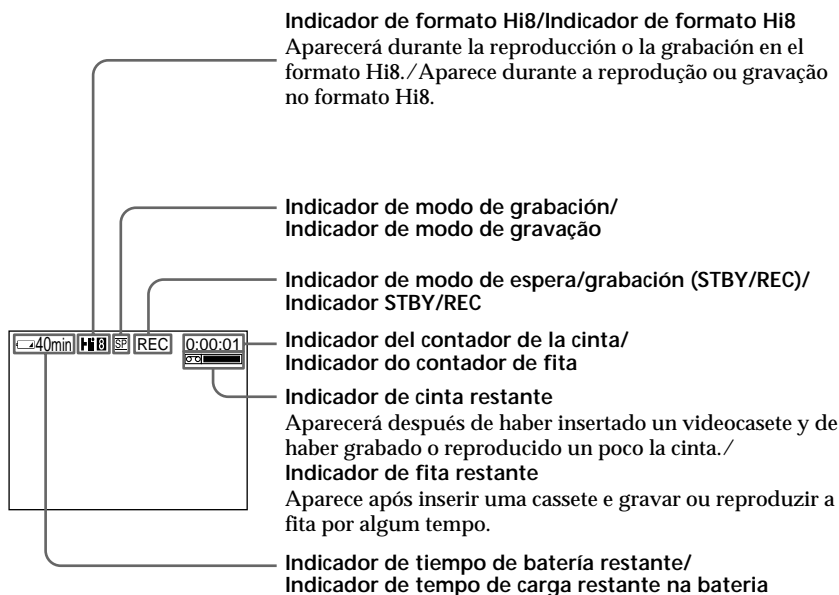 Indicador de formato Hi8/Indicador de formato Hi8
Aparecerá durante la reproducción o la grabación en el
formato Hi8./Aparece durante a reprodução ou gravação
no formato Hi8.
Indicador de modo de grabación/
Indicador de modo de gravação
Indicador de modo de espera/grabación (STBY/REC)/
Indicador STBY/REC
40min Hi8 SP REC 0:00:01
Indicador del contador de la cinta/
Indicador do contador de fita
Indicador de cinta restante
Aparecerá después de haber insertado un videocasete y de
haber grabado o reproducido un poco la cinta./
Indicador de fita restante
Aparece após inserir uma cassete e gravar ou reproduzir a
fita por algum tempo.
Indicador de tiempo de batería restante/
Indicador de tempo de carga restante na bateria